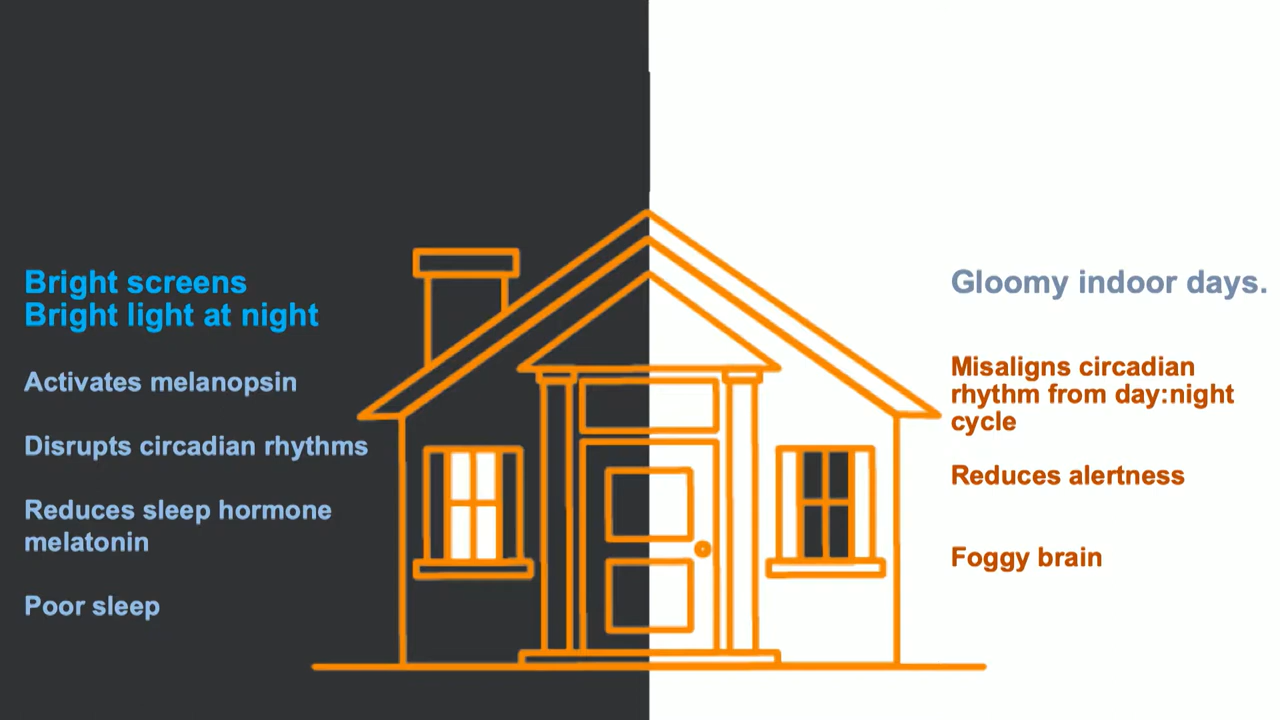 Bright screens
Bright light at night
Activates melanopsin
Disrupts circadian rhythms
Reduces sleep hormone
melatonin
Poor sleep
Gloomy indoor days.
Misaligns circadian
rhythm from day:night
cycle
Reduces alertness
Foggy brain